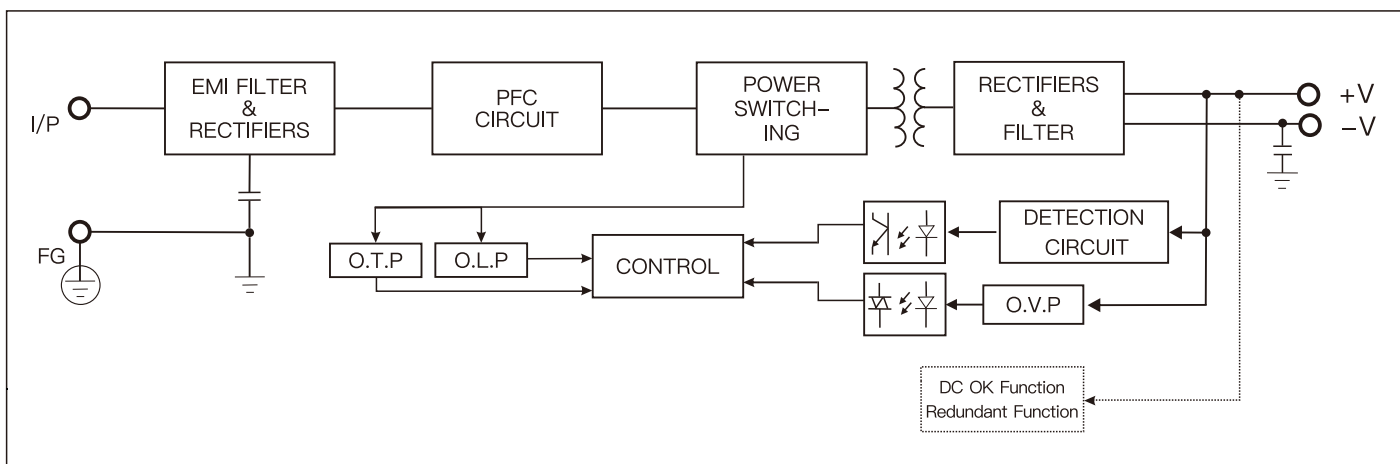 I/P
EMI FILTER
&
RECTIFIERS
PFC
CIRCUIT
POWER
SWITCH-
ING
RECTIFIERS
&
FILTER
+V
-V
FG
O.T.P
O.L.P
CONTROL
DETECTION
CIRCUIT
O.V.P
DC OK Function
Redundant Function